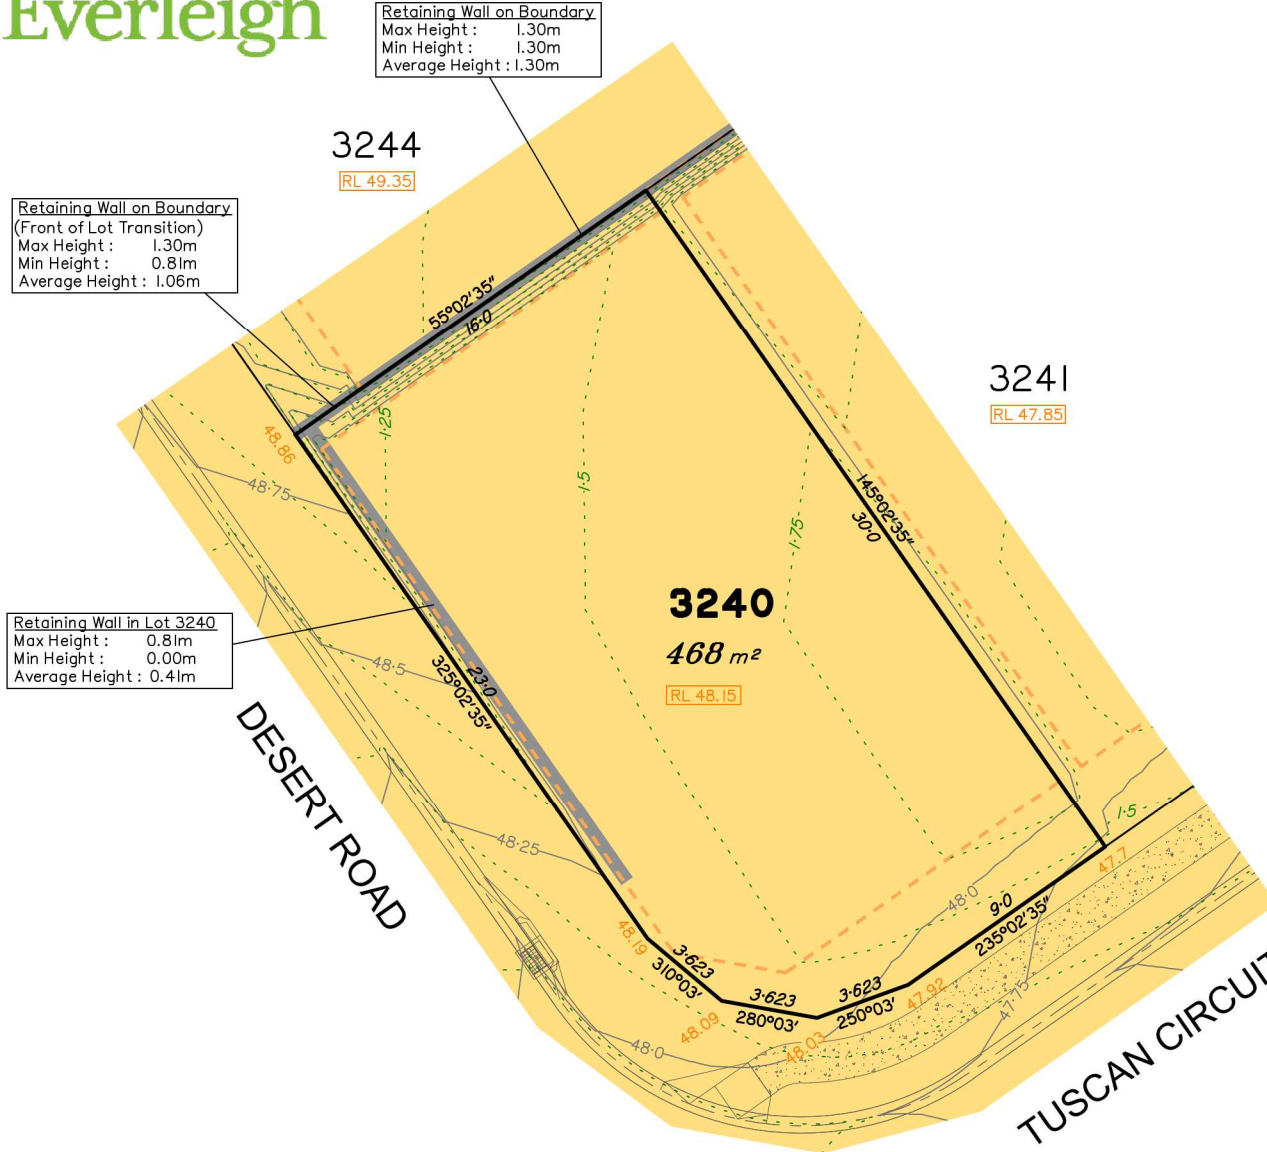 Everleigh
Retaining Wall on Boundary
Max Height : 1.30m
Min Height : 1.30m
Average Height : 1.30m
3244
RL 49.35
Retaining Wall on Boundary
(Front of Lot Transition)
Max Height : 1.30m
Min Height : 0.81m
Average Height : 1.06m
55°02'35"
16·0
3241
RL 47.85
1·25
48.86
48·75
1·5
145°02'35"
30·0
1·75
3240
468 m²
RL 48.15
Retaining Wall in Lot 3240
Max Height : 0.81m
Min Height : 0.00m
Average Height : 0.41m
48·5
23·0
325°02'35"
DESERT ROAD
48·25
1·5
47.7
48·0
9·0
235°02'35"
48.19
3·623
310°03'
3·623
280°03'
3·623
250°03'
47.92
48.09
48.03
47·75
48·0
TUSCAN CIRCUIT